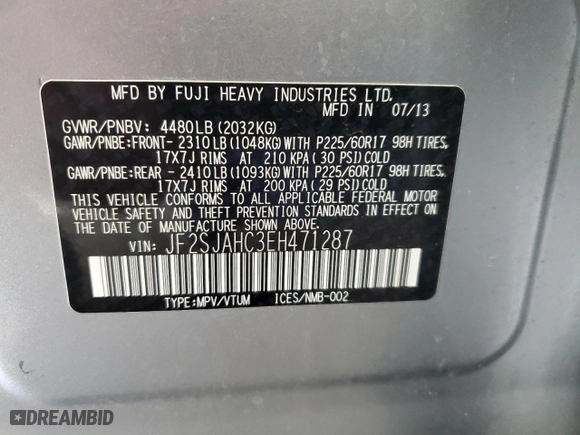 MFD BY FUJI HEAVY INDUSTRIES LTD.
MFD IN 07/13
GVWR/PNBV: 4480LB(2032KG)
GAWR/PNBE:FRONT- 2310LB(1048KG)WITH P225/60R17 98H TIRES,
17X7J RIMS AT 210 KPA(30 PSI)COLD
GAWR/PNBE:REAR - 2410LB(1093KG)WITH P225/60R17 98H TIRES,
17X7J RIMS AT 200 KPA(29 PSI)COLD
THIS VEHICLE CONFORMS TO ALL APPLICABLE FEDERAL MOTOR
VEHICLE SAFETY AND THEFT PREVENTION STANDARDS IN EFFECT ON
THE DATE OF MANUFACTURE SHOWN ABOVE.
VIN: JF2SJAHC3EH471287
TYPE:MPV/VTUM ICES/NMB-002
DREAMBID